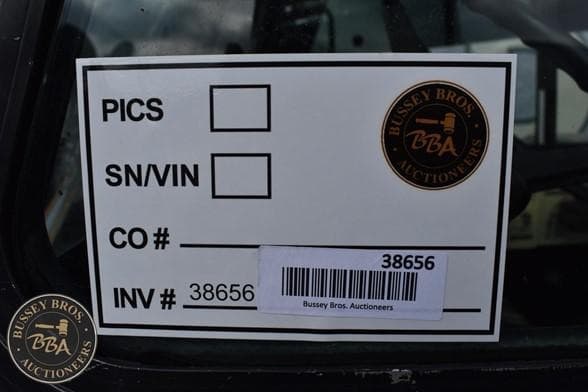 PICS
BUSSEY BROS.
BBA
AUCTIONEERS
SN/VIN
CO #
38656
INV # 38656
Bussey Bros. Auctioneers
BUSSEY BROS.
BBA
AUCTIONEERS